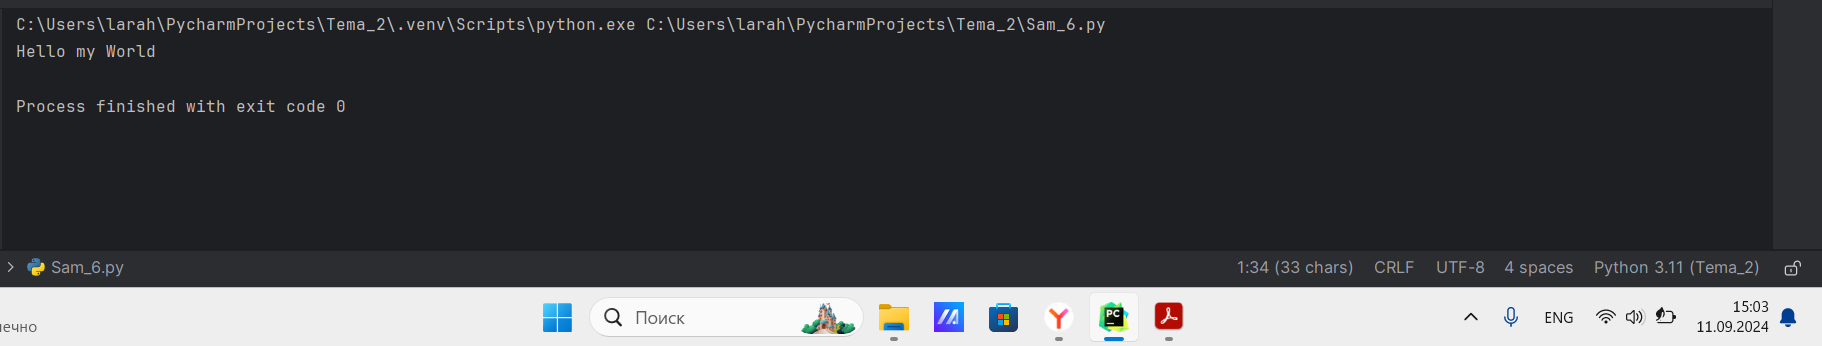 C:\Users\larah\PycharmProjects\Tema_2\.venv\Scripts\python.exe C:\Users\larah\PycharmProjects\Tema_2\Sam_6.py
Hello my World
Process finished with exit code 0
Sam_6.py 1:34 (33 chars) CRLF UTF-8 4 spaces Python 3.11 (Tema_2)
Поиск PC ENG 15:03
11.09.2024